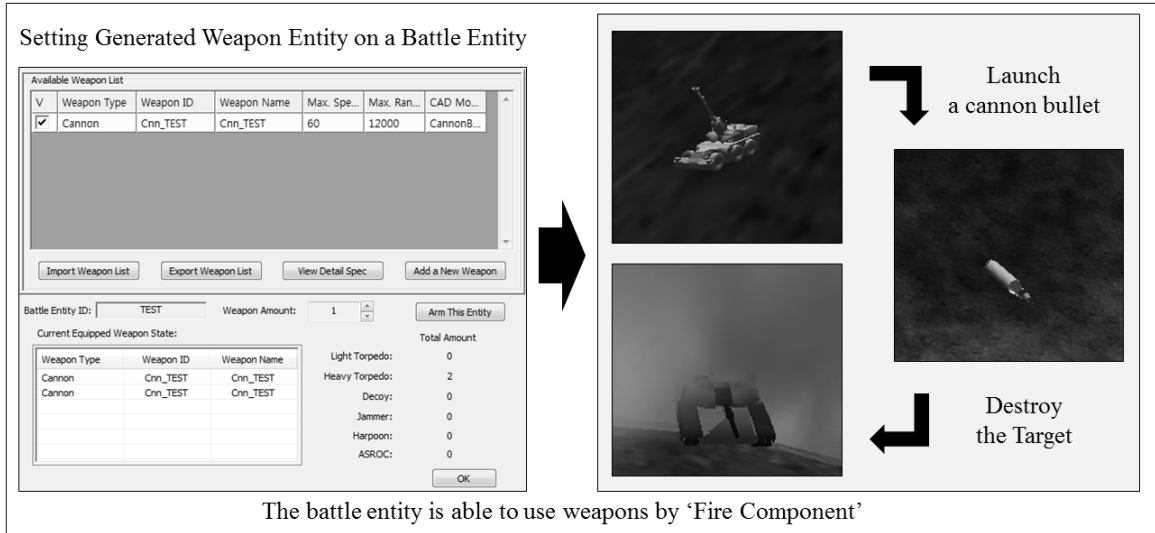 Setting Generated Weapon Entity on a Battle Entity
Available Weapon List
V Weapon Type Weapon ID Weapon Name Max. Spe... Max. Ran... CAD Mo...
Cannon Cnn_TEST Cnn_TEST 60 12000 CannonB...
Import Weapon List Export Weapon List View Detail Spec Add a New Weapon
Battle Entity ID: TEST Weapon Amount: 1 Arm This Entity
Current Equipped Weapon State: Total Amount
Weapon Type Weapon ID Weapon Name
Cannon Cnn_TEST Cnn_TEST
Cannon Cnn_TEST Cnn_TEST
Light Torpedo: 0
Heavy Torpedo: 2
Decoy: 0
Jammer: 0
Harpoon: 0
ASROC: 0
OK
Launch
a cannon bullet
Destroy
the Target
The battle entity is able to use weapons by ‘Fire Component’